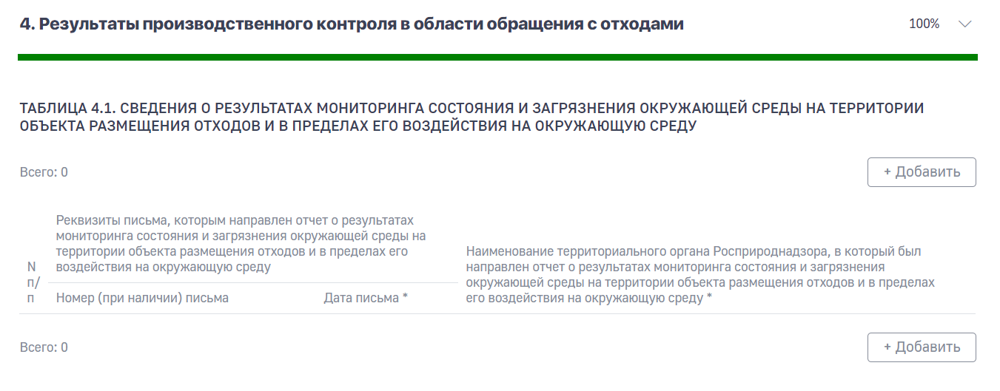 4. Результаты производственного контроля в области обращения с отходами
100%
ТАБЛИЦА 4.1. СВЕДЕНИЯ О РЕЗУЛЬТАТАХ МОНИТОРИНГА СОСТОЯНИЯ И ЗАГРЯЗНЕНИЯ ОКРУЖАЮЩЕЙ СРЕДЫ НА ТЕРРИТОРИИ
ОБЪЕКТА РАЗМЕЩЕНИЯ ОТХОДОВ И В ПРЕДЕЛАХ ЕГО ВОЗДЕЙСТВИЯ НА ОКРУЖАЮЩУЮ СРЕДУ
Всего: 0
+ Добавить
N
п/
п
Реквизиты письма, которым направлен отчет о результатах
мониторинга состояния и загрязнения окружающей среды на
территории объекта размещения отходов и в пределах его
воздействия на окружающую среду
Номер (при наличии) письма
Дата письма *
Наименование территориального органа Росприроднадзора, в который был
направлен отчет о результатах мониторинга состояния и загрязнения
окружающей среды на территории объекта размещения отходов и в пределах
его воздействия на окружающую среду *
Всего: 0
+ Добавить